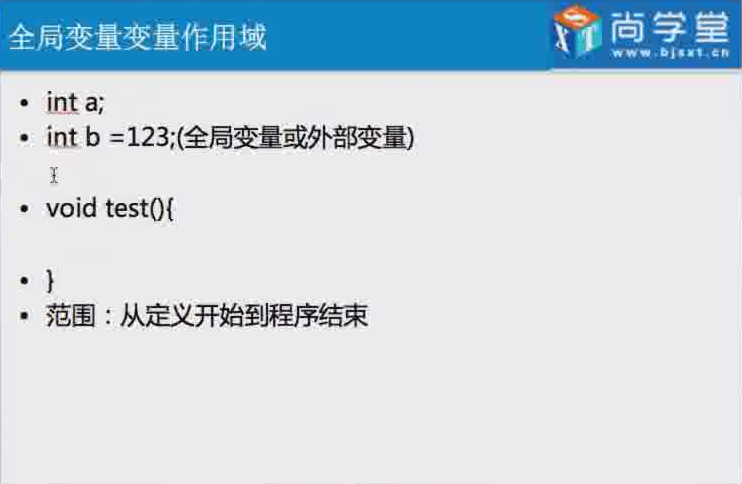 全局变量变量作用域
尚学堂
www.bjsxt.cn
int a;
int b =123;(全局变量或外部变量)
void test(){
}
范围：从定义开始到程序结束